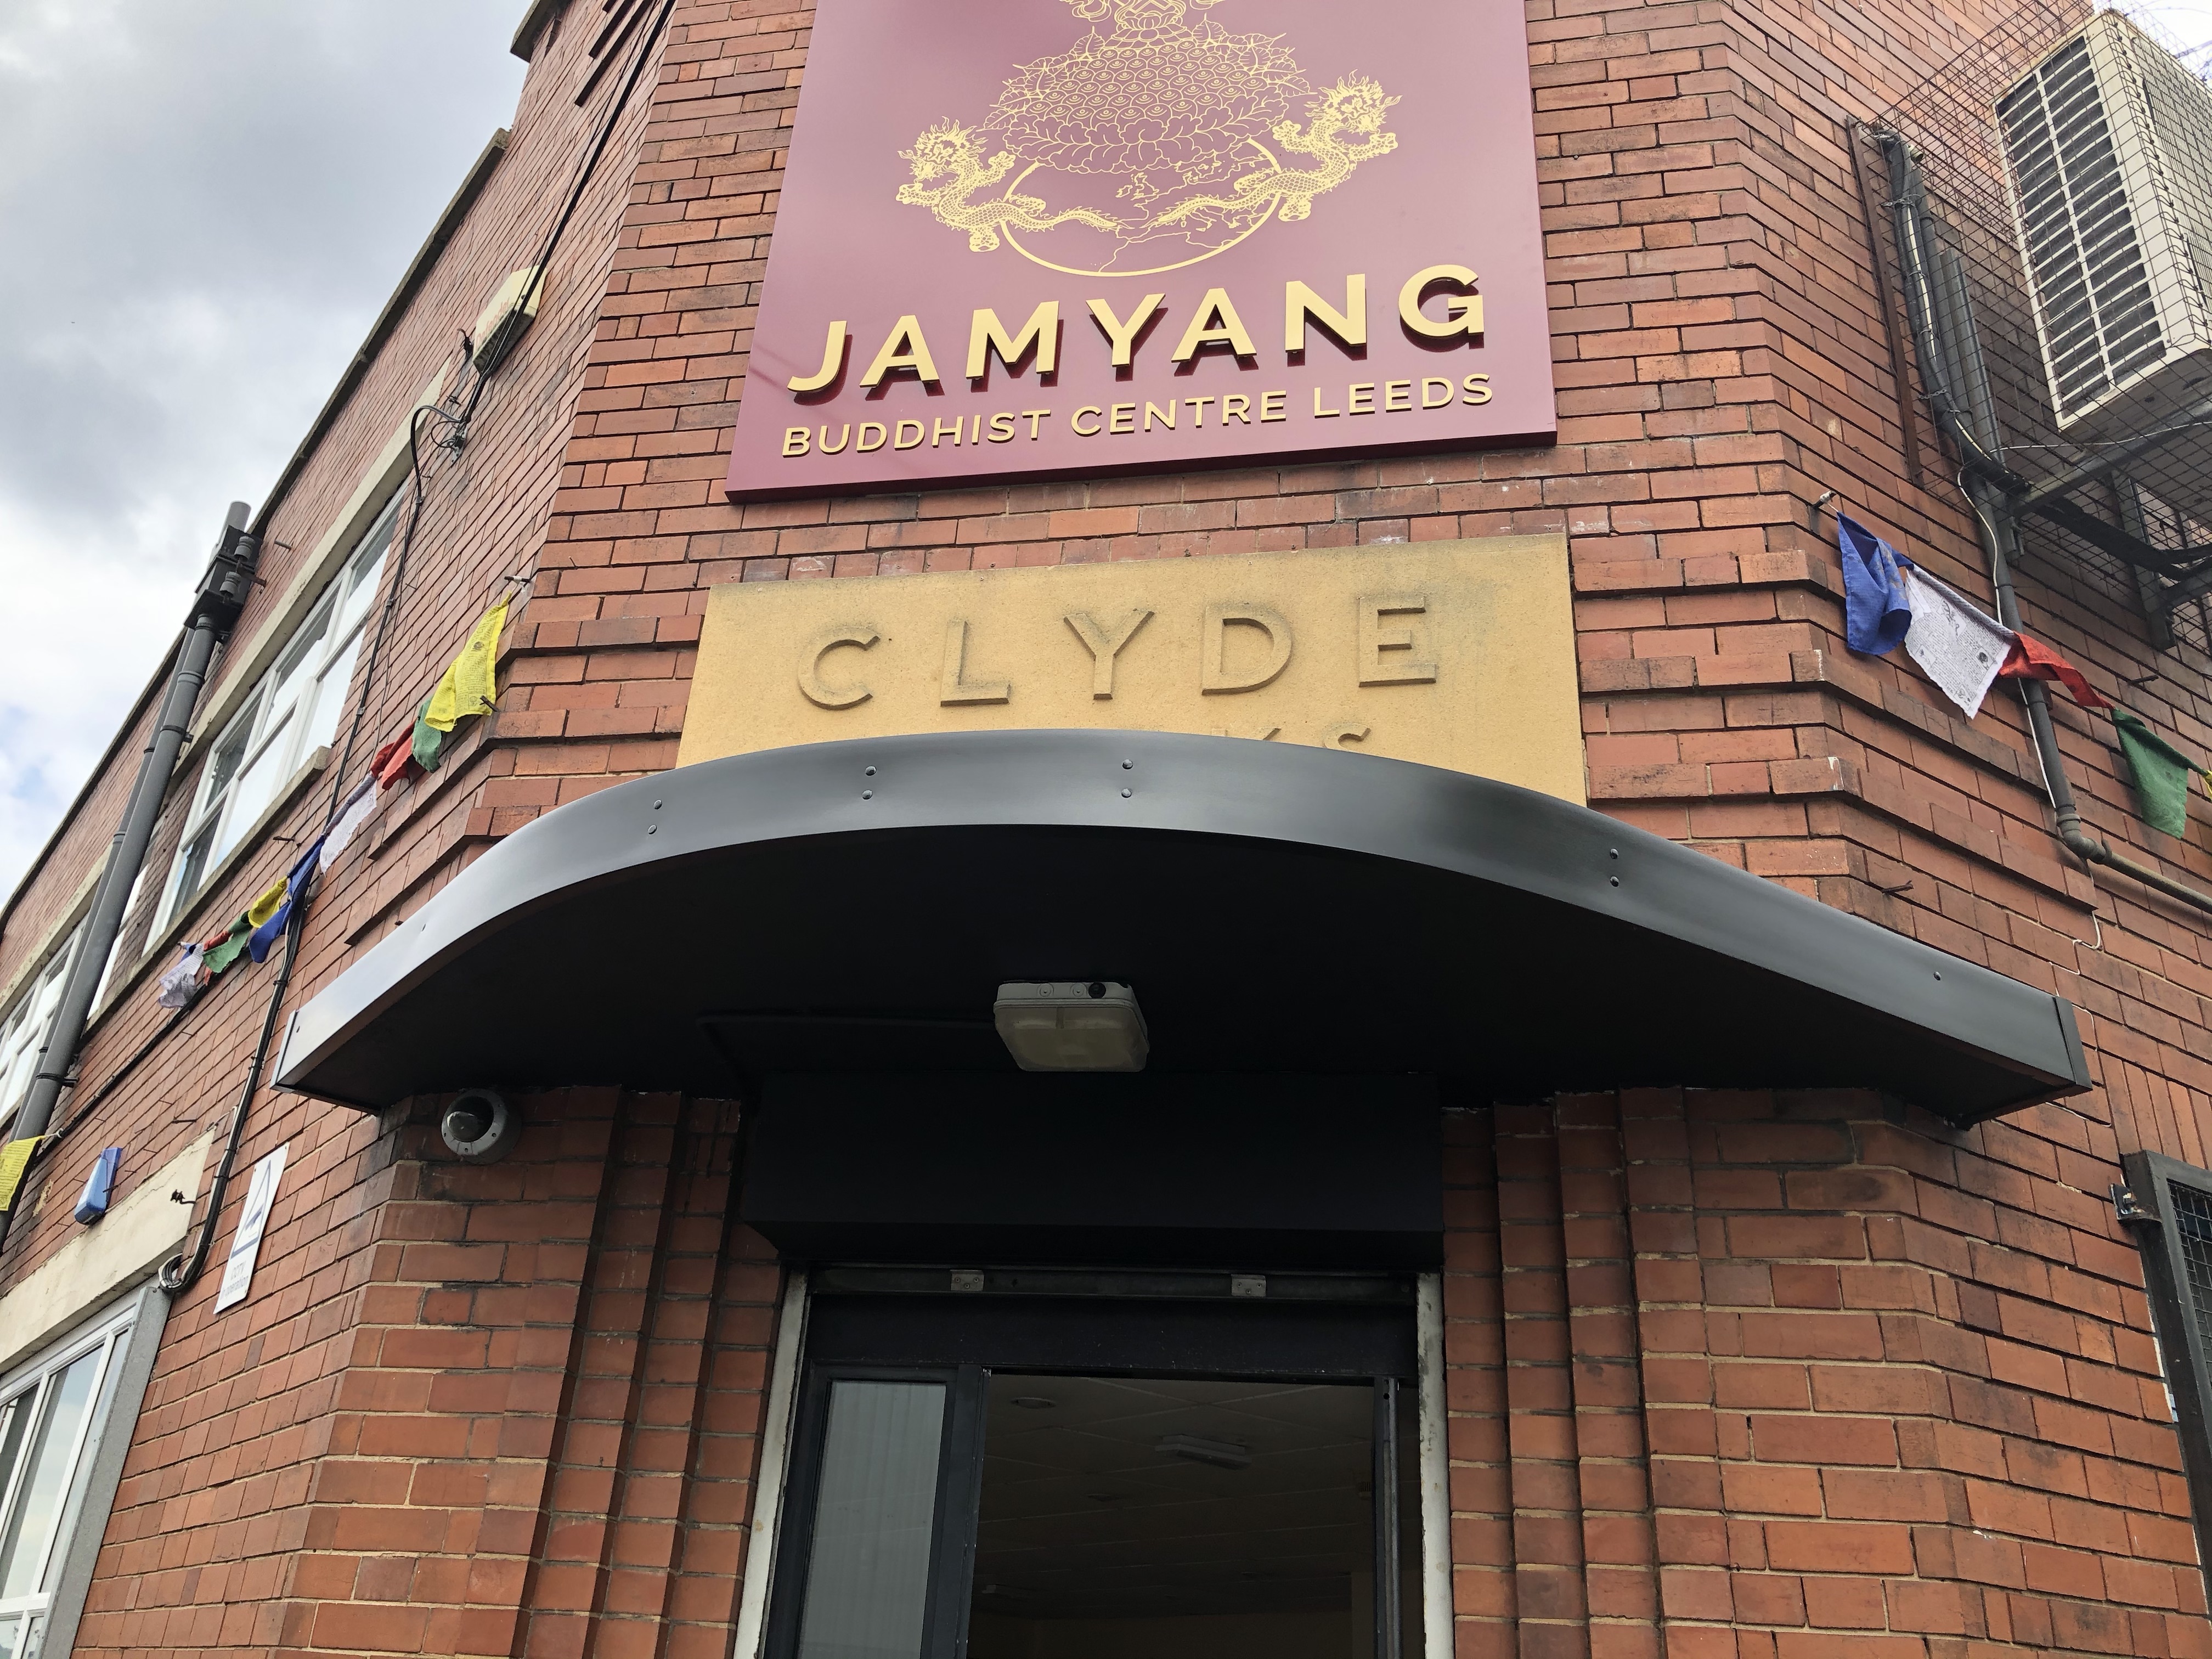 JAMYANG
BUDDHIST CENTRE LEEDS
CLYDE